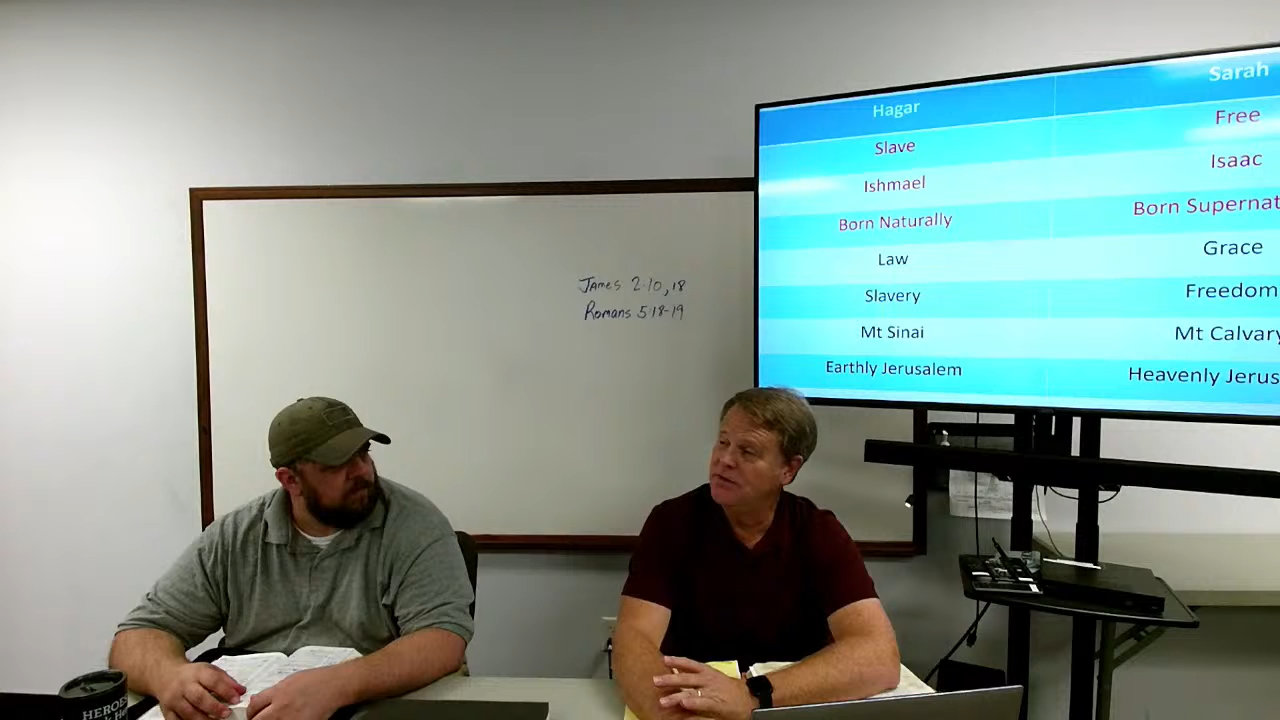 Hagar Sarah
Slave Free
Ishmael Isaac
Born Naturally Born Supernat
Law Grace
Slavery Freedom
Mt Sinai Mt Calvary
Earthly Jerusalem Heavenly Jerus
James 2:10,18
Romans 5:18-19
HEROES